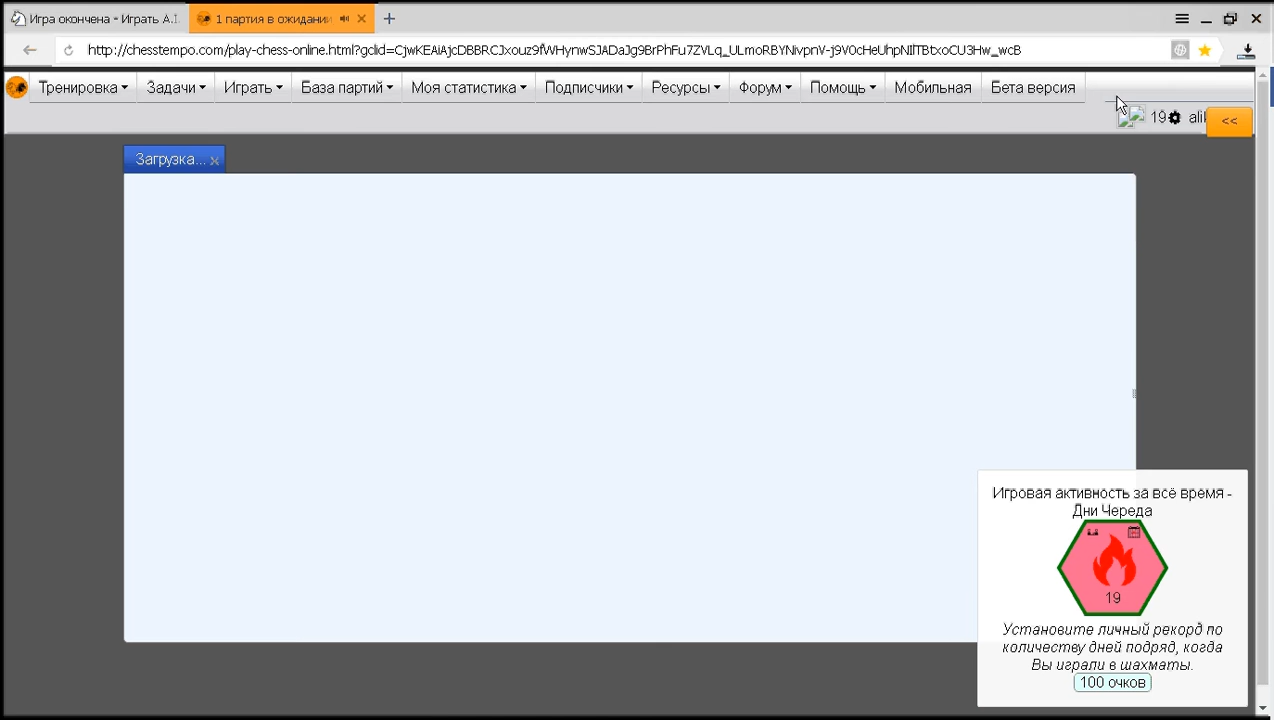 Игра окончена - Играть A.I.
1 партия в ожидании
http://chesstempo.com/play-chess-online.html?gclid=CjwKEAiAjcDBBRCJxouz9fWHynwSJADaJg9BrPhFu7ZVLq_ULmoRBYNivpnV-j9V0cHeUhpNIlTBtxoCU3Hw_wcB
Тренировка Задачи Играть База партий Моя статистика Подписчики Ресурсы Форум Помощь Мобильная Бета версия
19 alik
<<
Загрузка...
Игровая активность за всё время -
Дни Череда
19
Установите личный рекорд по
количеству дней подряд, когда
Вы играли в шахматы.
100 очков